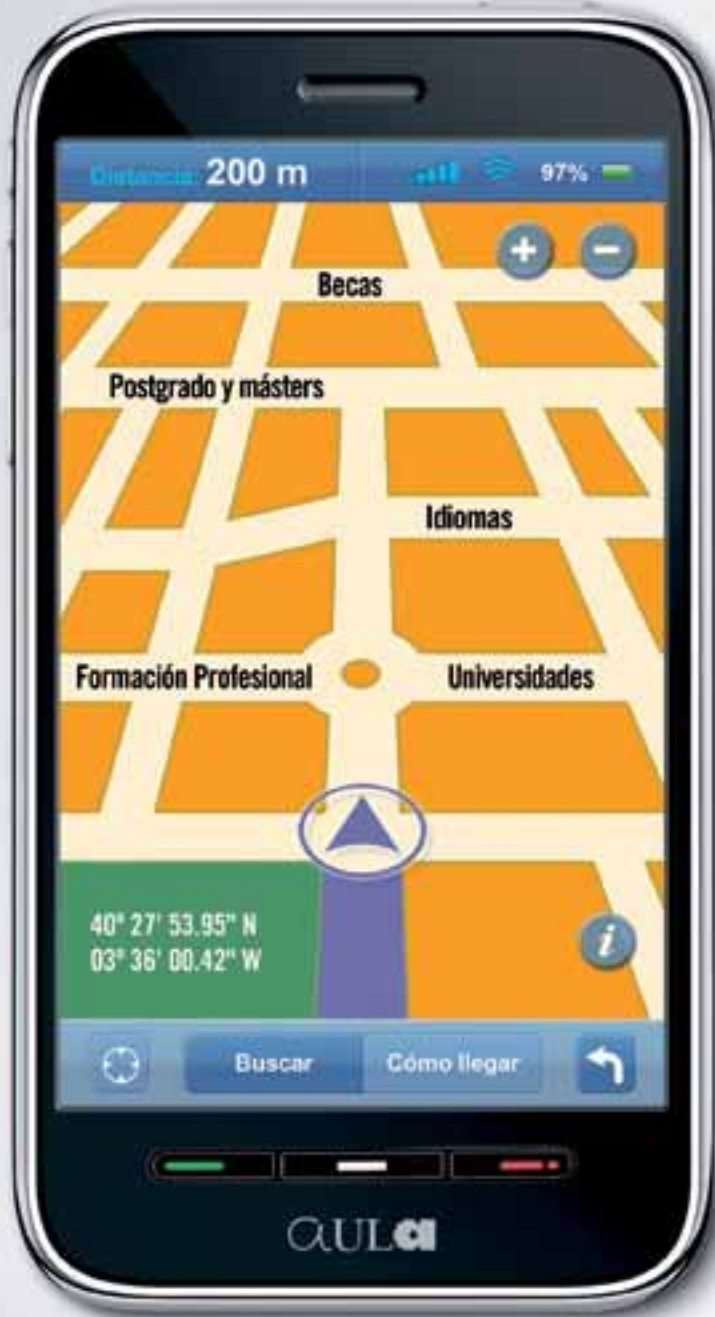 Distancia: 200 m 97%
+ −
Becas
Postgrado y másters
Idiomas
Formación Profesional Universidades
40° 27' 53.95" N
03° 36' 00.42" W
i
Buscar Cómo llegar
aULa